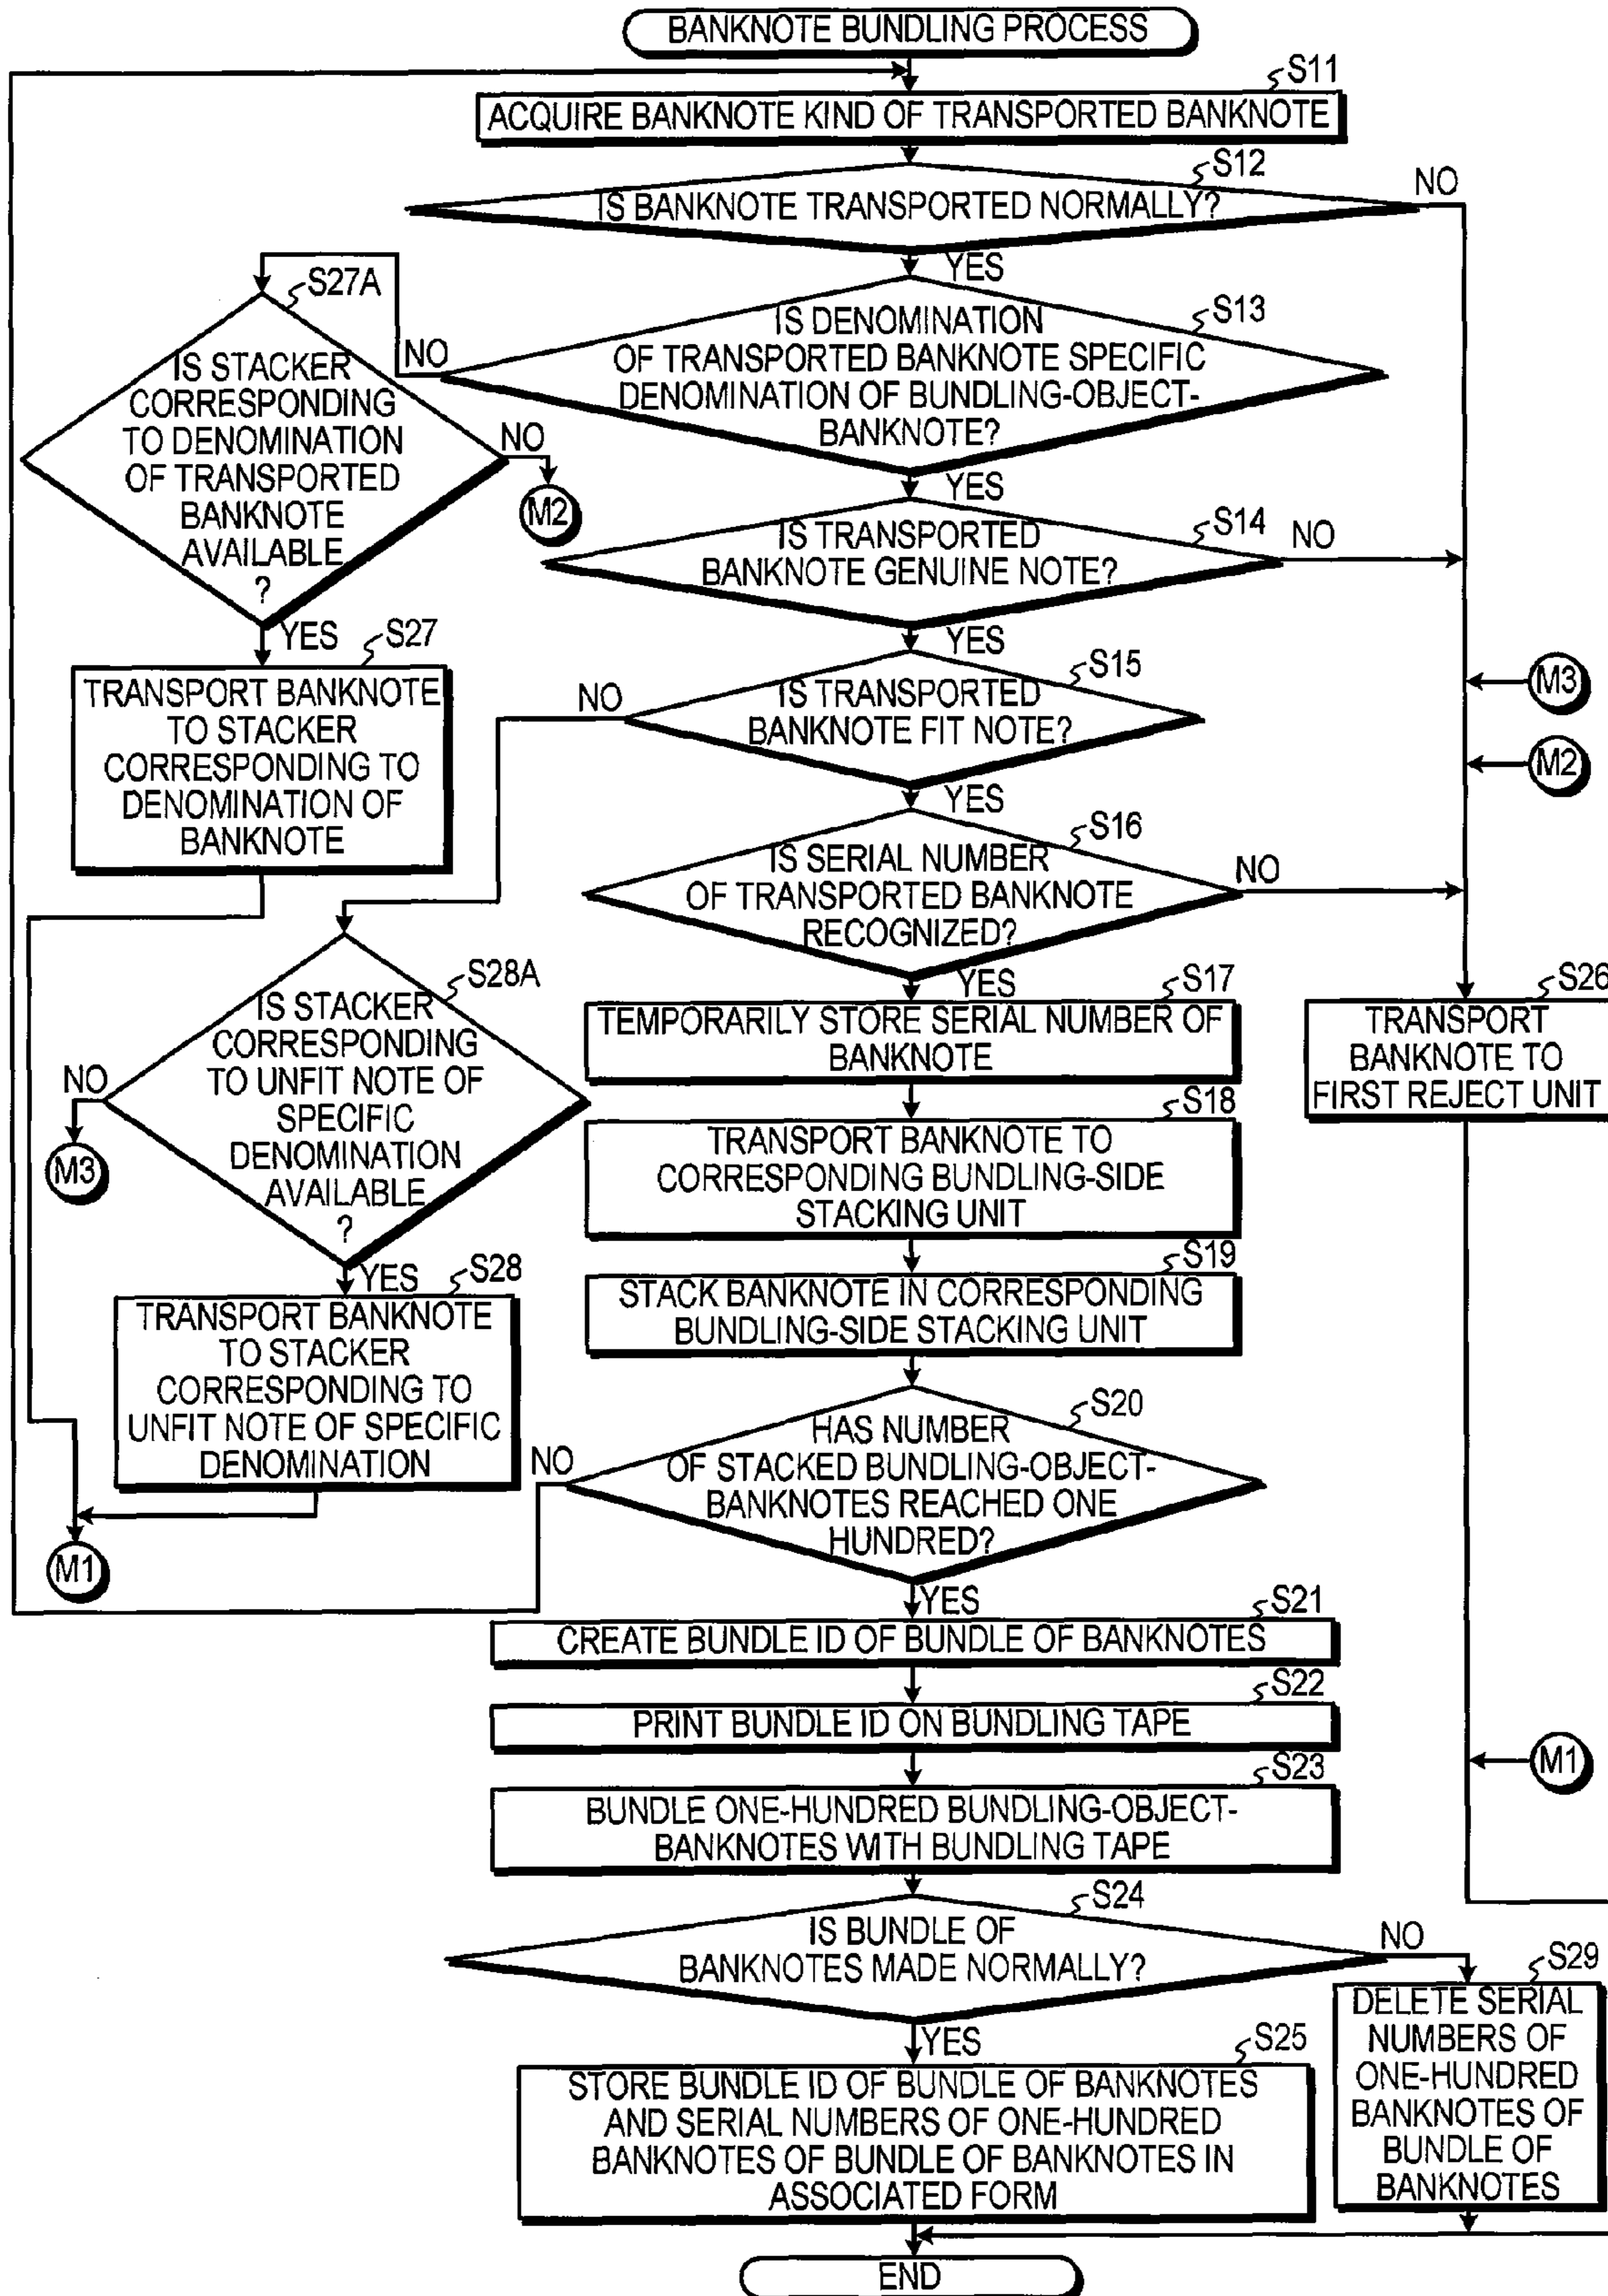 BANKNOTE BUNDLING PROCESS
S11
ACQUIRE BANKNOTE KIND OF TRANSPORTED BANKNOTE
S12
IS BANKNOTE TRANSPORTED NORMALLY?
NO
YES
S13
IS DENOMINATION
OF TRANSPORTED BANKNOTE SPECIFIC
DENOMINATION OF BUNDLING-OBJECT-
BANKNOTE?
NO
YES
S27A
IS STACKER
CORRESPONDING
TO DENOMINATION
OF TRANSPORTED
BANKNOTE
AVAILABLE
?
NO
M2
YES
S27
TRANSPORT BANKNOTE
TO STACKER
CORRESPONDING TO
DENOMINATION OF
BANKNOTE
S14
IS TRANSPORTED
BANKNOTE GENUINE NOTE?
NO
YES
S15
IS TRANSPORTED
BANKNOTE FIT NOTE?
NO
YES
M3
M2
S16
IS SERIAL NUMBER
OF TRANSPORTED BANKNOTE
RECOGNIZED?
NO
YES
S28A
IS STACKER
CORRESPONDING
TO UNFIT NOTE OF
SPECIFIC
DENOMINATION
AVAILABLE
?
NO
M3
YES
S28
TRANSPORT BANKNOTE
TO STACKER
CORRESPONDING TO
UNFIT NOTE OF SPECIFIC
DENOMINATION
M1
S17
TEMPORARILY STORE SERIAL NUMBER OF
BANKNOTE
S26
TRANSPORT
BANKNOTE TO
FIRST REJECT UNIT
S18
TRANSPORT BANKNOTE TO
CORRESPONDING BUNDLING-SIDE
STACKING UNIT
S19
STACK BANKNOTE IN CORRESPONDING
BUNDLING-SIDE STACKING UNIT
S20
HAS NUMBER
OF STACKED BUNDLING-OBJECT-
BANKNOTES REACHED ONE
HUNDRED?
NO
YES
S21
CREATE BUNDLE ID OF BUNDLE OF BANKNOTES
S22
PRINT BUNDLE ID ON BUNDLING TAPE
M1
S23
BUNDLE ONE-HUNDRED BUNDLING-OBJECT-
BANKNOTES WITH BUNDLING TAPE
S24
IS BUNDLE OF
BANKNOTES MADE NORMALLY?
NO
YES
S29
DELETE SERIAL
NUMBERS OF
ONE-HUNDRED
BANKNOTES OF
BUNDLE OF
BANKNOTES
S25
STORE BUNDLE ID OF BUNDLE OF BANKNOTES
AND SERIAL NUMBERS OF ONE-HUNDRED
BANKNOTES OF BUNDLE OF BANKNOTES IN
ASSOCIATED FORM
END